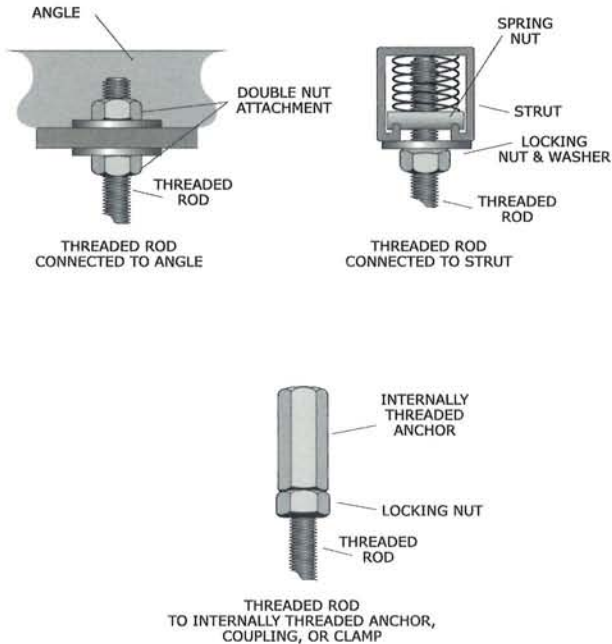 ANGLE
DOUBLE NUT
ATTACHMENT
THREADED
ROD
THREADED ROD
CONNECTED TO ANGLE
SPRING
NUT
STRUT
LOCKING
NUT & WASHER
THREADED
ROD
THREADED ROD
CONNECTED TO STRUT
INTERNALLY
THREADED
ANCHOR
LOCKING NUT
THREADED
ROD
THREADED ROD
TO INTERNALLY THREADED ANCHOR,
COUPLING, OR CLAMP